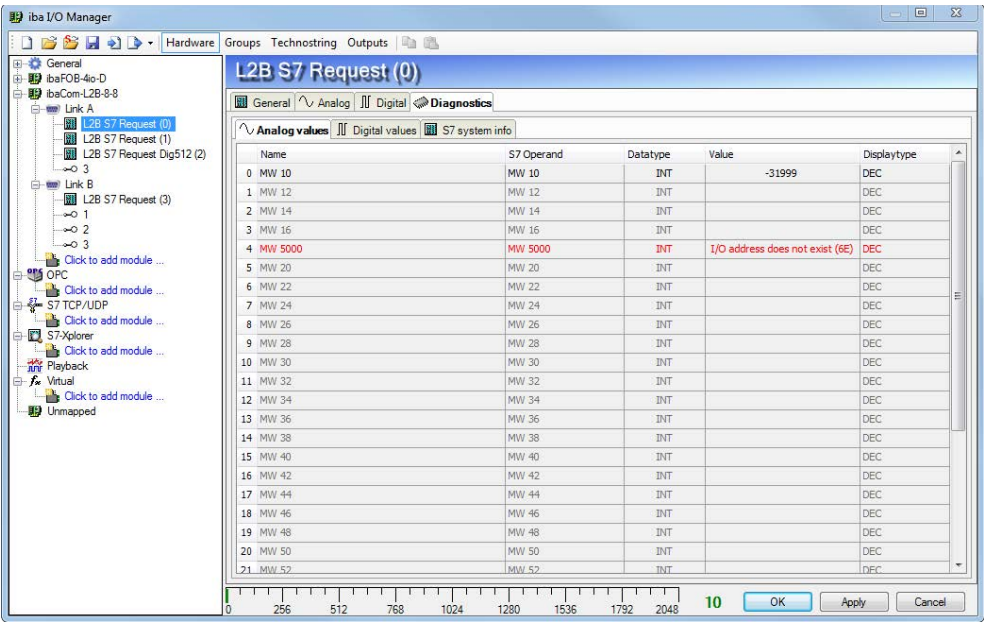 iba I/O Manager
Hardware Groups Technostring Outputs
General
ibaFOB-4io-D
ibaCom-L2B-8-8
Link A
L2B S7 Request (0)
L2B S7 Request (1)
L2B S7 Request Dig512 (2)
3
Link B
L2B S7 Request (3)
1
2
3
Click to add module ...
OPC
Click to add module ...
S7 TCP/UDP
Click to add module ...
S7-Xplorer
Click to add module ...
Playback
Virtual
Click to add module ...
Unmapped
L2B S7 Request (0)
General Analog Digital Diagnostics
Analog values Digital values S7 system info
Name S7 Operand Datatype Value Displaytype
0 MW 10 MW 10 INT -31999 DEC
1 MW 12 MW 12 INT DEC
2 MW 14 MW 14 INT DEC
3 MW 16 MW 16 INT DEC
4 MW 5000 MW 5000 INT I/O address does not exist (6E) DEC
5 MW 20 MW 20 INT DEC
6 MW 22 MW 22 INT DEC
7 MW 24 MW 24 INT DEC
8 MW 26 MW 26 INT DEC
9 MW 28 MW 28 INT DEC
10 MW 30 MW 30 INT DEC
11 MW 32 MW 32 INT DEC
12 MW 34 MW 34 INT DEC
13 MW 36 MW 36 INT DEC
14 MW 38 MW 38 INT DEC
15 MW 40 MW 40 INT DEC
16 MW 42 MW 42 INT DEC
17 MW 44 MW 44 INT DEC
18 MW 46 MW 46 INT DEC
19 MW 48 MW 48 INT DEC
20 MW 50 MW 50 INT DEC
21 MW 52 MW 52 INT DEC
0 256 512 768 1024 1280 1536 1792 2048 10 OK Apply Cancel